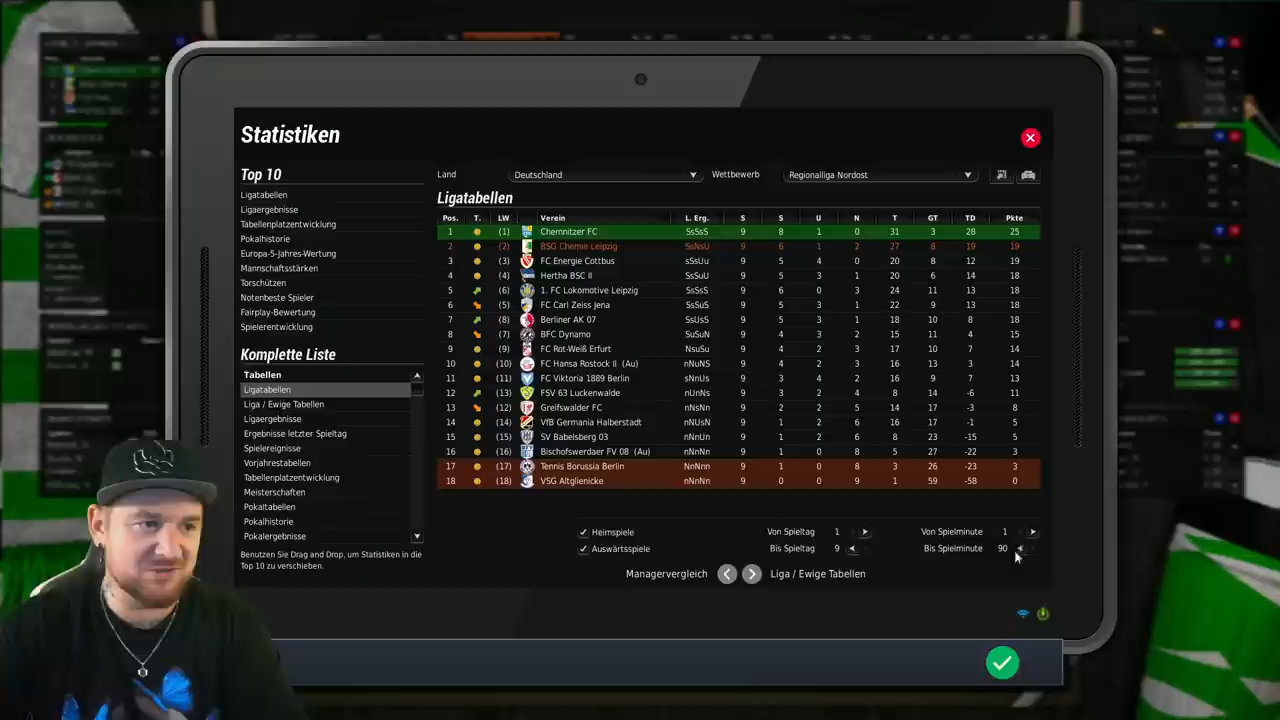 Statistiken
Top 10
Ligatabellen
Ligaergebnisse
Tabellenplatzentwicklung
Pokalhistorie
Europa-5-Jahres-Wertung
Mannschaftsstärken
Torschützen
Notenbeste Spieler
Fairplay-Bewertung
Spielerentwicklung
Komplette Liste
Tabellen
Ligatabellen
Liga / Ewige Tabellen
Ligaergebnisse
Ergebnisse letzter Spieltag
Spielereignisse
Vorjahrestabellen
Tabellenplatzentwicklung
Meisterschaften
Pokaltabellen
Pokalhistorie
Pokalergebnisse
Benutzen Sie Drag and Drop, um Statistiken in die
Top 10 zu verschieben.
Land Deutschland Wettbewerb Regionalliga Nordost
Ligatabellen
Pos. T. LW Verein L. Erg. S S U N T GT TD Pkte
1 (1) Chemnitzer FC SsSsS 9 8 1 0 31 3 28 25
2 (2) BSG Chemie Leipzig SsNsU 9 6 1 2 27 8 19 19
3 (3) FC Energie Cottbus SsSUu 9 5 4 0 20 8 12 19
4 (4) Hertha BSC II SsSuU 9 5 3 1 20 6 14 18
5 (6) 1. FC Lokomotive Leipzig SsSsS 9 6 0 3 24 11 13 18
6 (5) FC Carl Zeiss Jena SsSuS 9 5 3 1 22 9 13 18
7 (8) Berliner AK 07 SsUsS 9 5 3 1 18 10 8 18
8 (7) BFC Dynamo SuSuN 9 4 3 2 15 11 4 15
9 (9) FC Rot-Weiß Erfurt NsuSu 9 4 2 3 17 10 7 14
10 (10) FC Hansa Rostock II (Au) nNuNS 9 4 2 3 16 13 3 14
11 (11) FC Viktoria 1889 Berlin sNnUs 9 3 4 2 16 9 7 13
12 (13) FSV 63 Luckenwalde nUnNs 9 3 2 4 8 14 -6 11
13 (12) Greifswalder FC nNsNn 9 2 2 5 14 17 -3 8
14 (14) VfB Germania Halberstadt nNUsN 9 1 2 6 16 17 -1 5
15 (15) SV Babelsberg 03 nNnUn 9 1 2 6 8 23 -15 5
16 (16) Bischofswerdaer FV 08 (Au) nNNnN 9 1 0 8 5 27 -22 3
17 (17) Tennis Borussia Berlin NnNnn 9 1 0 8 3 26 -23 3
18 (18) VSG Altglienicke nNnNn 9 0 0 9 1 59 -58 0
Heimspiele Von Spieltag 1 Von Spielminute 1
Auswärtsspiele Bis Spieltag 9 Bis Spielminute 90
Managervergleich Liga / Ewige Tabellen